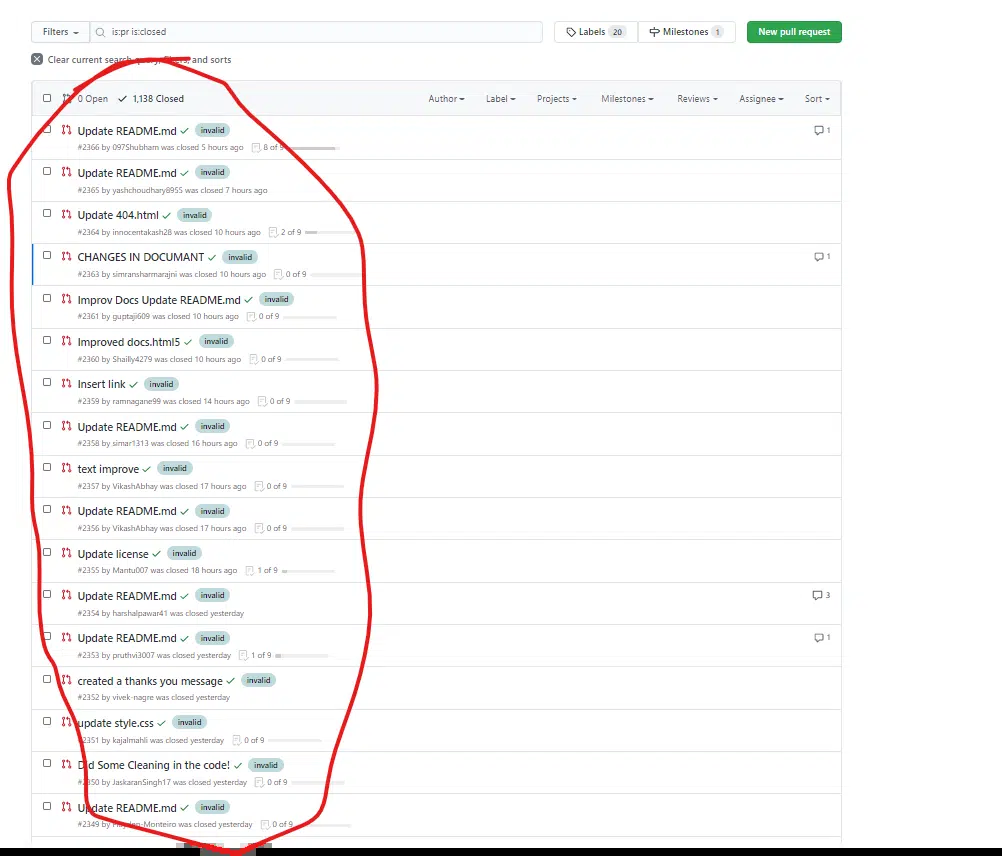 Filters is:pr is:closed Labels 20 Milestones 1 New pull request
Clear current search query, filters, and sorts
0 Open 1,138 Closed Author Label Projects Milestones Reviews Assignee Sort
Update README.md invalid 1
#2366 by 097Shubham was closed 5 hours ago 8 of 9
Update README.md invalid
#2365 by yashchoudhary8955 was closed 7 hours ago
Update 404.html invalid
#2364 by innocentakash28 was closed 10 hours ago 2 of 9
CHANGES IN DOCUMANT invalid 1
#2363 by simransharmarajni was closed 10 hours ago 0 of 9
Improv Docs Update README.md invalid
#2361 by guptaji609 was closed 10 hours ago 0 of 9
Improved docs.html5 invalid
#2360 by Shailly4279 was closed 10 hours ago 0 of 9
Insert link invalid
#2359 by ramnagane99 was closed 14 hours ago 0 of 9
Update README.md invalid
#2358 by simar1313 was closed 16 hours ago 0 of 9
text improve invalid
#2357 by VikashAbhay was closed 17 hours ago 0 of 9
Update README.md invalid
#2356 by VikashAbhay was closed 17 hours ago 0 of 9
Update license invalid
#2355 by Mantu007 was closed 18 hours ago 1 of 9
Update README.md invalid 3
#2354 by harshalpawar41 was closed yesterday
Update README.md invalid 1
#2353 by pruthvi3007 was closed yesterday 1 of 9
created a thanks you message invalid
#2352 by vivek-nagre was closed yesterday
update style.css invalid
#2351 by kajalmahli was closed yesterday 0 of 9
Did Some Cleaning in the code! invalid
#2350 by JaskaranSingh17 was closed yesterday 0 of 9
Update README.md invalid
#2349 by was closed yesterday 0 of 9